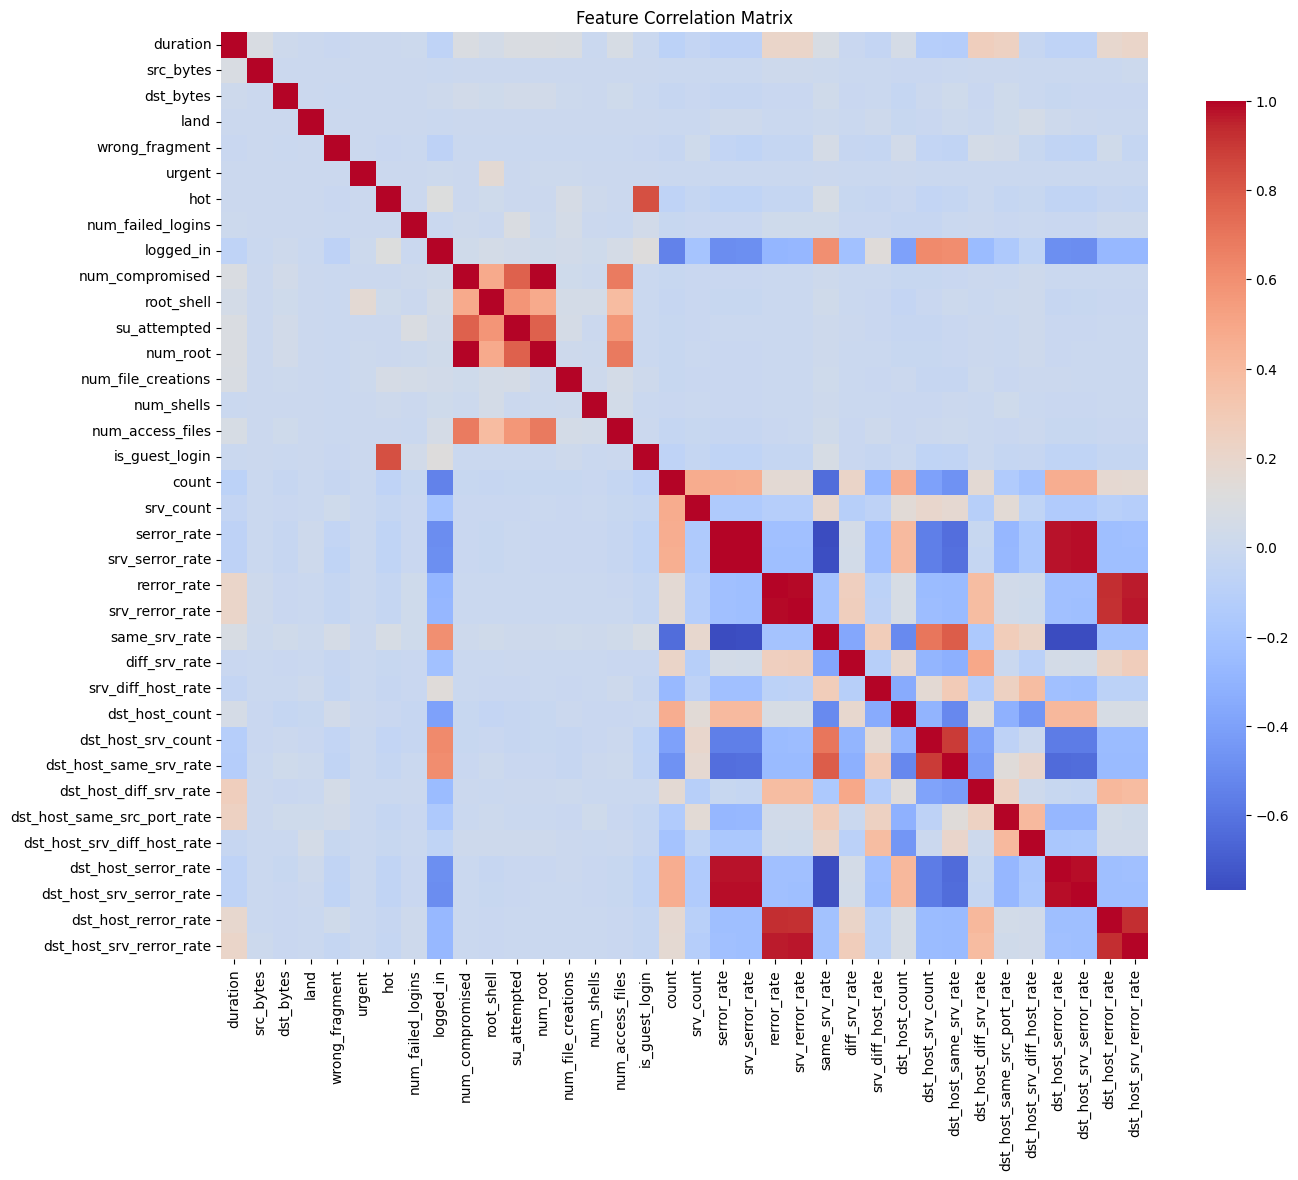 Feature Correlation Matrix
duration
src_bytes
dst_bytes
land
wrong_fragment
urgent
hot
num_failed_logins
logged_in
num_compromised
root_shell
su_attempted
num_root
num_file_creations
num_shells
num_access_files
is_guest_login
count
srv_count
serror_rate
srv_serror_rate
rerror_rate
srv_rerror_rate
same_srv_rate
diff_srv_rate
srv_diff_host_rate
dst_host_count
dst_host_srv_count
dst_host_same_srv_rate
dst_host_diff_srv_rate
dst_host_same_src_port_rate
dst_host_srv_diff_host_rate
dst_host_serror_rate
dst_host_srv_serror_rate
dst_host_rerror_rate
dst_host_srv_rerror_rate
duration
src_bytes
dst_bytes
land
wrong_fragment
urgent
hot
num_failed_logins
logged_in
num_compromised
root_shell
su_attempted
num_root
num_file_creations
num_shells
num_access_files
is_guest_login
count
srv_count
serror_rate
srv_serror_rate
rerror_rate
srv_rerror_rate
same_srv_rate
diff_srv_rate
srv_diff_host_rate
dst_host_count
dst_host_srv_count
dst_host_same_srv_rate
dst_host_diff_srv_rate
dst_host_same_src_port_rate
dst_host_srv_diff_host_rate
dst_host_serror_rate
dst_host_srv_serror_rate
dst_host_rerror_rate
dst_host_srv_rerror_rate
1.0
0.8
0.6
0.4
0.2
0.0
−0.2
−0.4
−0.6